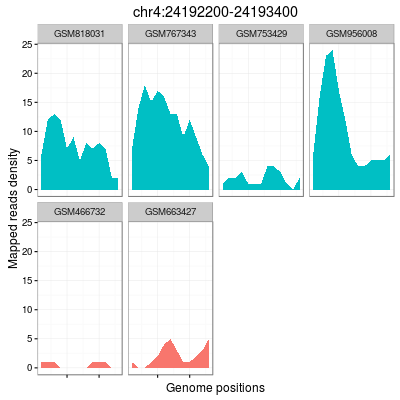 chr4:24192200-24193400
GSM818031 GSM767343 GSM753429 GSM956008
25
20
15
10
5
0
Mapped reads density
GSM466732 GSM663427
25
20
15
10
5
0
Genome positions